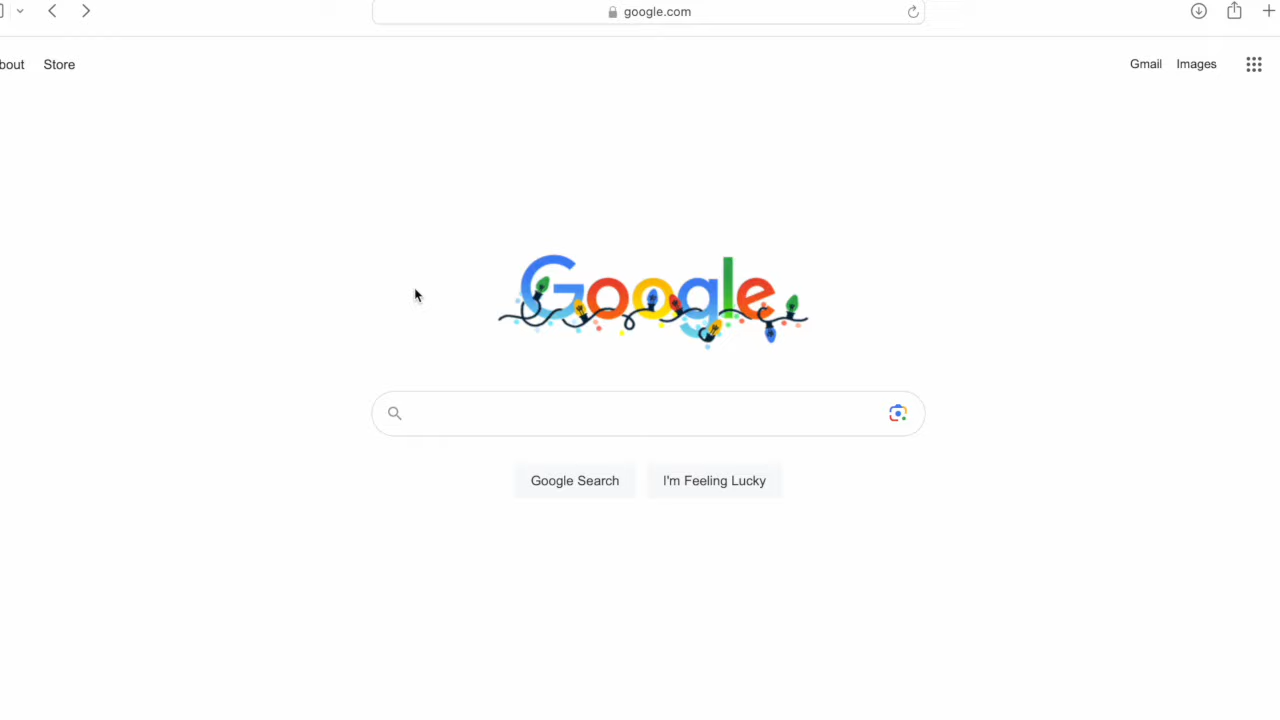 google.com
bout Store
Gmail Images
Google
Google Search
I'm Feeling Lucky